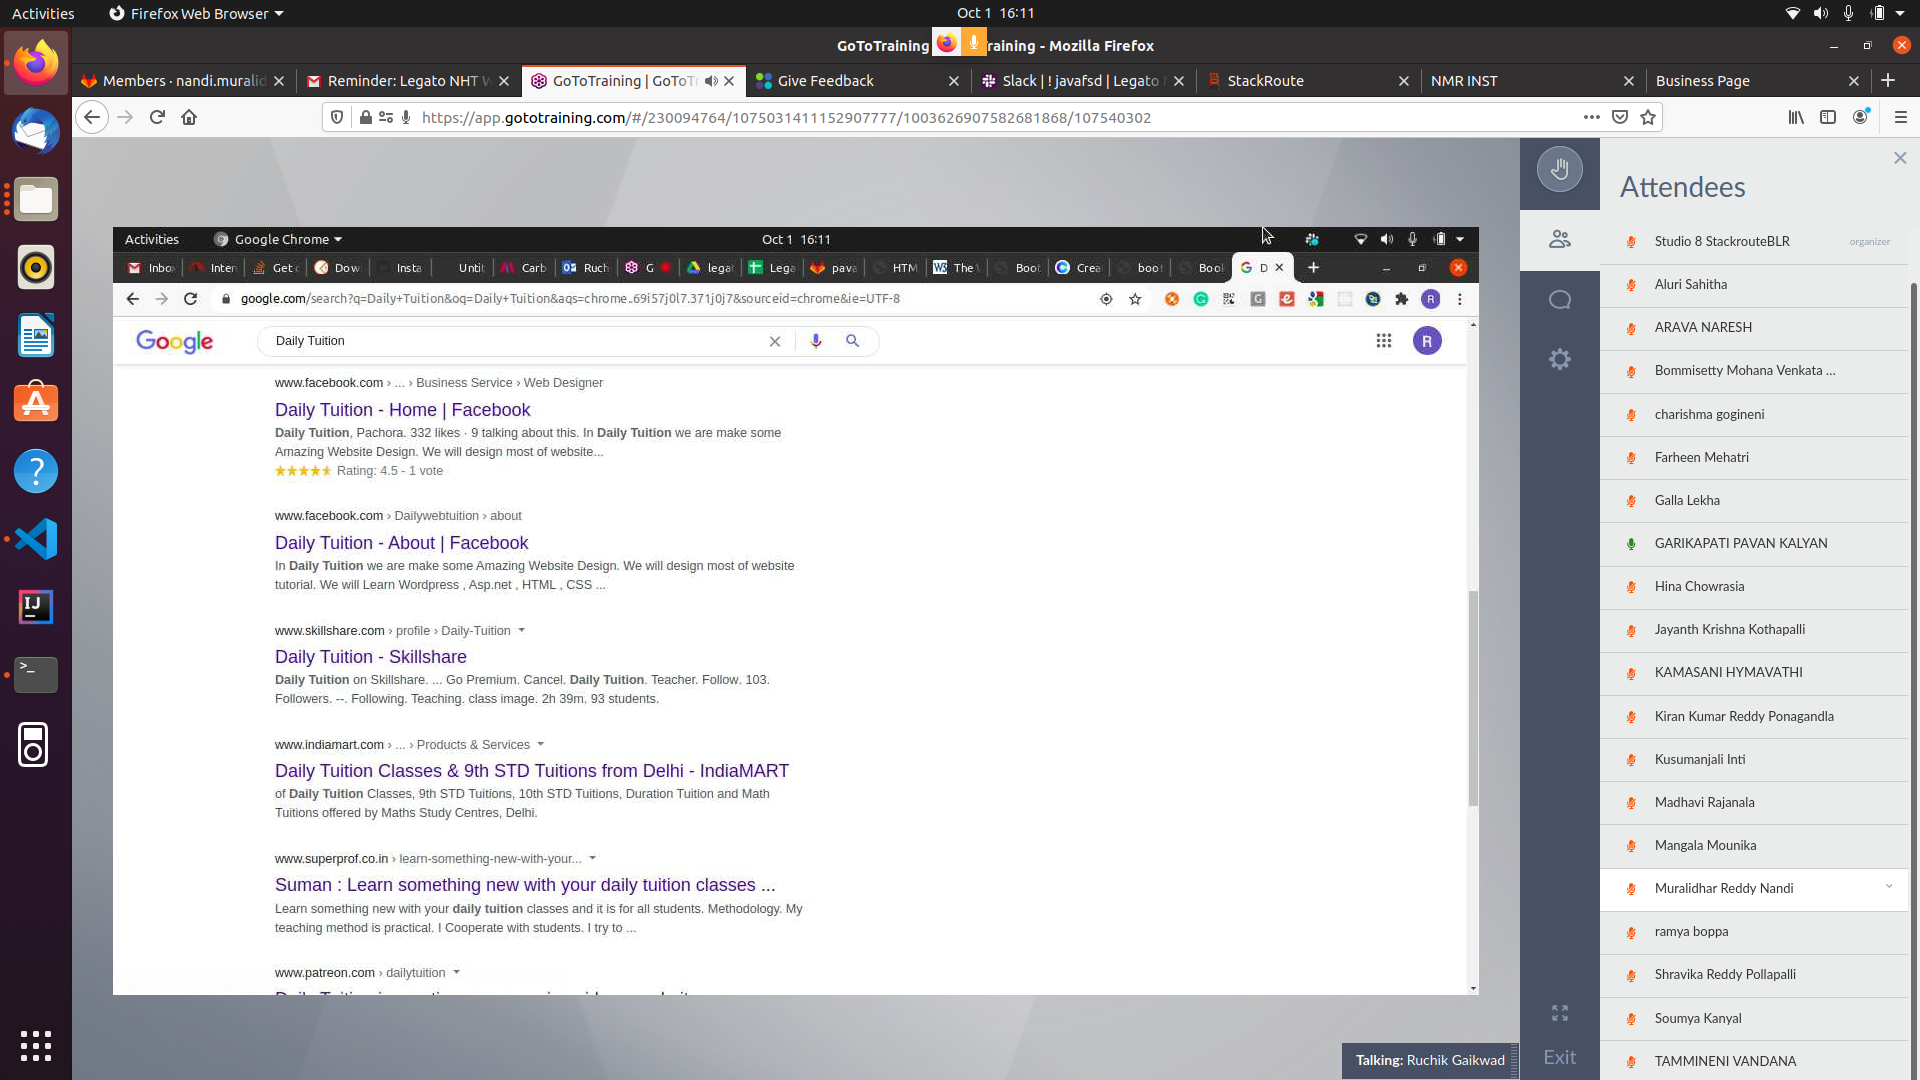 Activities
Firefox Web Browser
Oct 1 16:11
GoToTraining
raining - Mozilla Firefox
Members · nandi.muralid
Reminder: Legato NHT W
GoToTraining | GoToTr
Give Feedback
Slack | ! javafsd | Legato
StackRoute
NMR INST
Business Page
https://app.gototraining.com/#/230094764/1075031411152907777/1003626907582681868/107540302
Activities
Google Chrome
Oct 1 16:11
Inbo
Inter
Get
Dow
Insta
Unti
Carb
Ruch
G
legat
Lega
pava
HTM
The
Boot
Crea
boot
Boo
D
google.com/search?q=Daily+Tuition&oq=Daily+Tuition&aqs=chrome..69i57j0l7.371j0j7&sourceid=chrome&ie=UTF-8
R
Google
Daily Tuition
R
www.facebook.com › ... › Business Service › Web Designer
Daily Tuition - Home | Facebook
Daily Tuition, Pachora. 332 likes · 9 talking about this. In Daily Tuition we are make some
Amazing Website Design. We will design most of website...
Rating: 4.5 - 1 vote
www.facebook.com › Dailywebtuition › about
Daily Tuition - About | Facebook
In Daily Tuition we are make some Amazing Website Design. We will design most of website
tutorial. We will Learn Wordpress , Asp.net , HTML , CSS ...
www.skillshare.com › profile › Daily-Tuition
Daily Tuition - Skillshare
Daily Tuition on Skillshare. ... Go Premium. Cancel. Daily Tuition. Teacher. Follow. 103.
Followers. --. Following. Teaching. class image. 2h 39m. 93 students.
www.indiamart.com › ... › Products & Services
Daily Tuition Classes & 9th STD Tuitions from Delhi - IndiaMART
of Daily Tuition Classes, 9th STD Tuitions, 10th STD Tuitions, Duration Tuition and Math
Tuitions offered by Maths Study Centres, Delhi.
www.superprof.co.in › learn-something-new-with-your...
Suman : Learn something new with your daily tuition classes ...
Learn something new with your daily tuition classes and it is for all students. Methodology. My
teaching method is practical. I Cooperate with students. I try to ...
www.patreon.com › dailytuition
Talking: Ruchik Gaikwad
Exit
Attendees
Studio 8 StackrouteBLR
organizer
Aluri Sahitha
ARAVA NARESH
Bommisetty Mohana Venkata ...
charishma gogineni
Farheen Mehatri
Galla Lekha
GARIKAPATI PAVAN KALYAN
Hina Chowrasia
Jayanth Krishna Kothapalli
KAMASANI HYMAVATHI
Kiran Kumar Reddy Ponagandla
Kusumanjali Inti
Madhavi Rajanala
Mangala Mounika
Muralidhar Reddy Nandi
ramya boppa
Shravika Reddy Pollapalli
Soumya Kanyal
TAMMINENI VANDANA